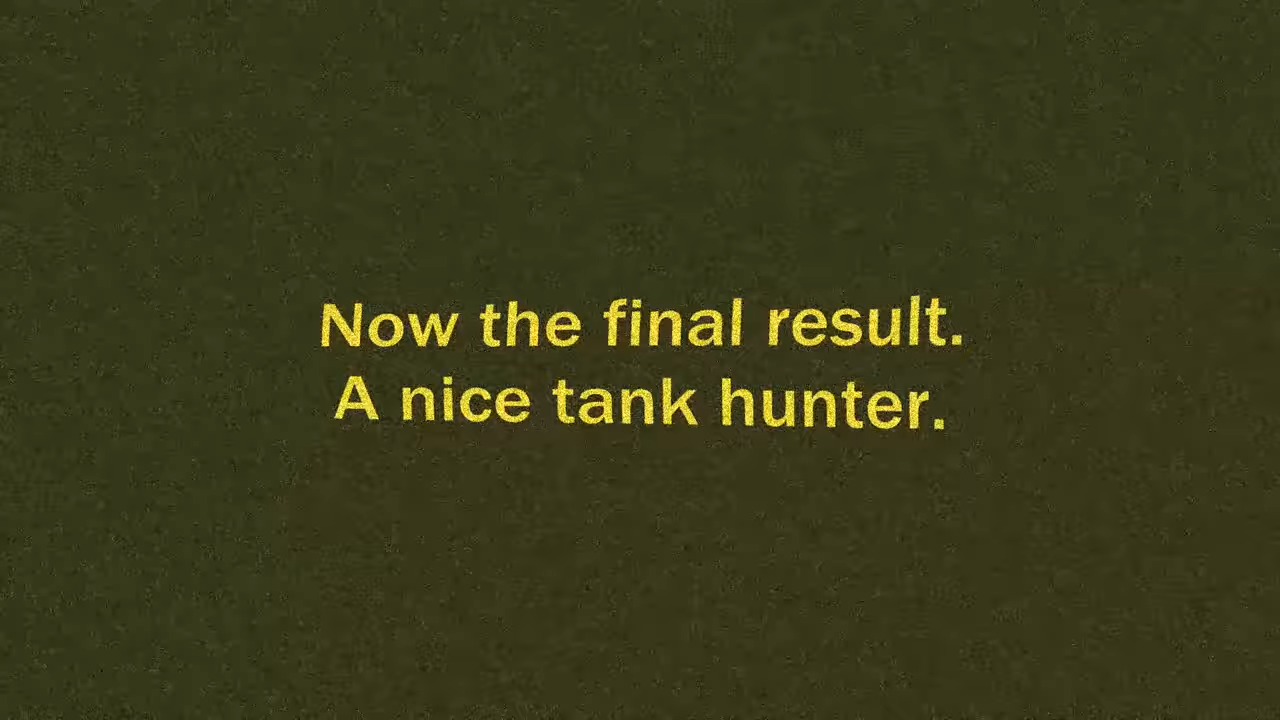 Now the final result.
A nice tank hunter.